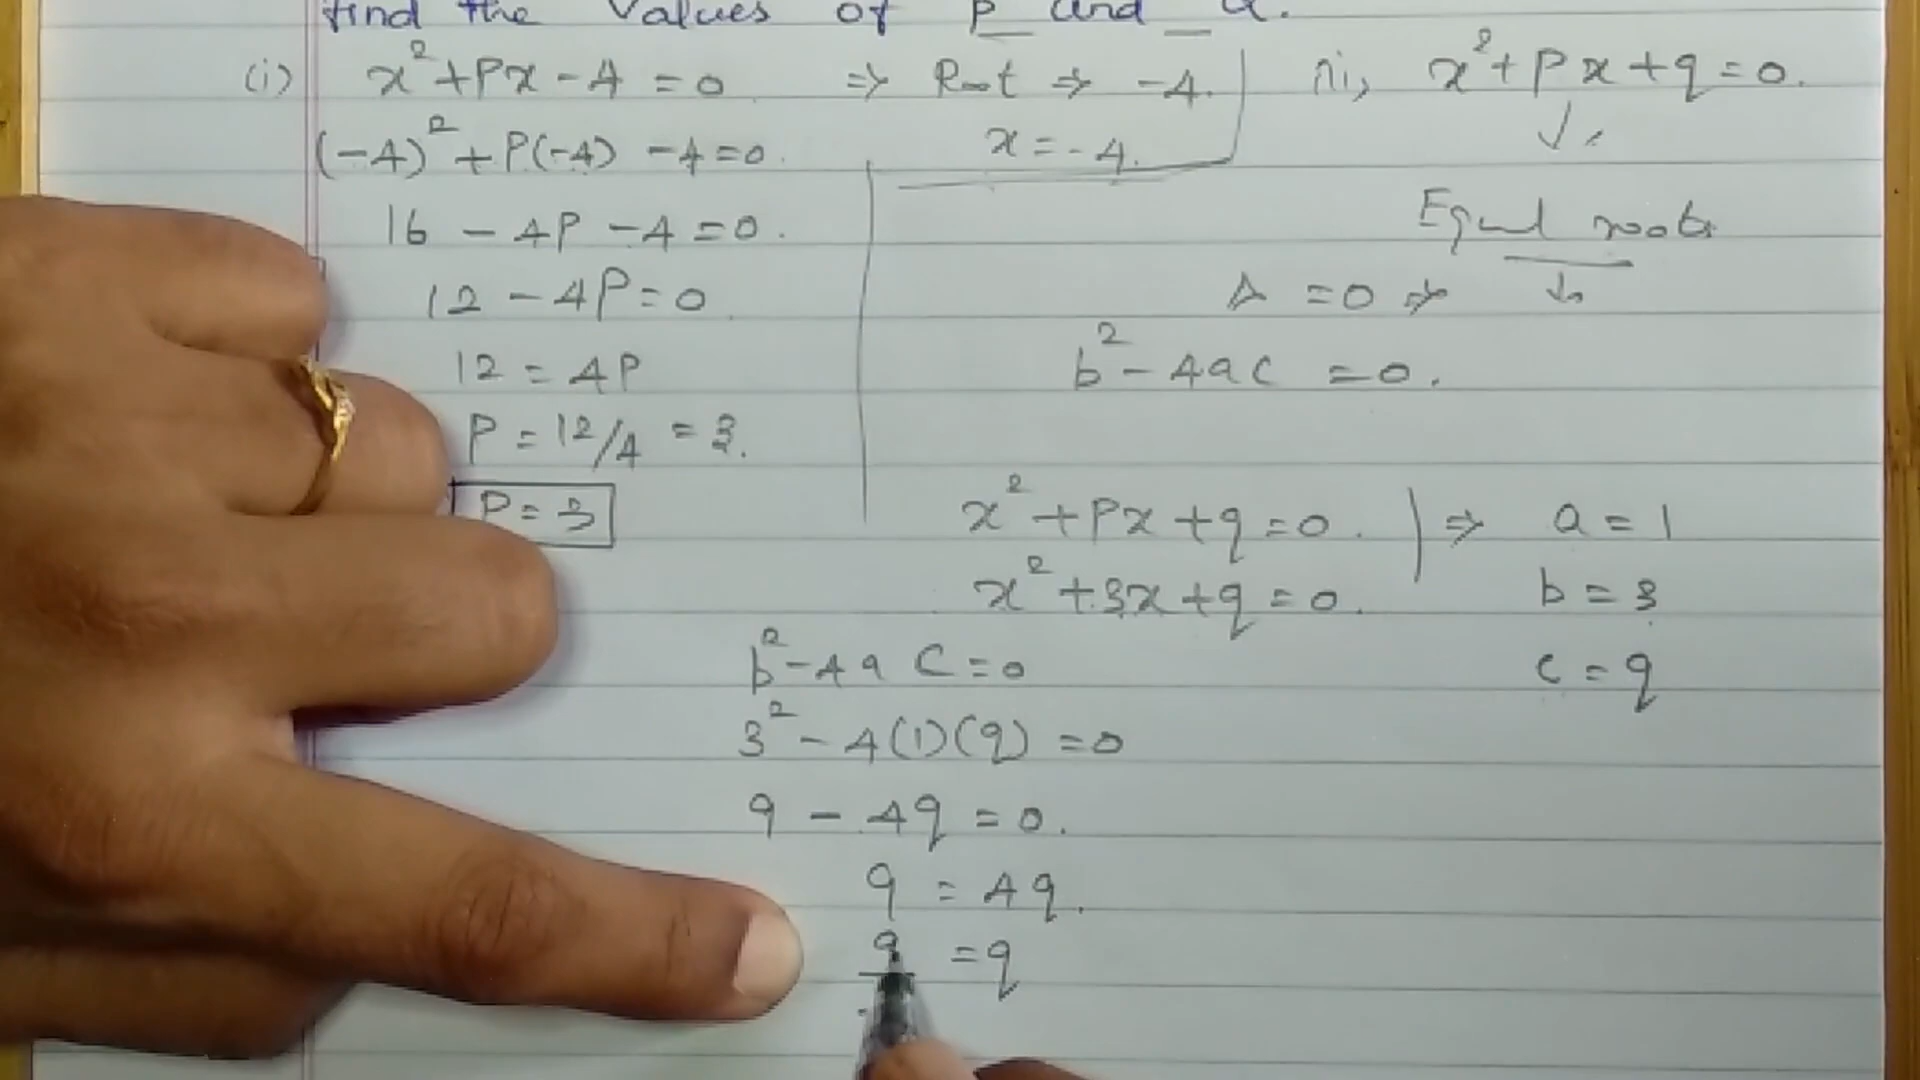 find the values of p and q.
(i) x² + Px - 4 = 0 ⇒ Root ⇒ -4.
(-4)² + P(-4) - 4 = 0. x = -4.
16 - 4P - 4 = 0.
12 - 4P = 0
12 = 4P
P = 12/4 = 3.
P = 3
ii, x² + Px + q = 0.
Equal roots
Δ = 0 ⇒
b² - 4ac = 0.
x² + Px + q = 0. ⇒ a = 1
x² + 3x + q = 0. b = 3
c = q
b² - 4ac = 0
3² - 4(1)(q) = 0
9 - 4q = 0.
9 = 4q.
9 = q